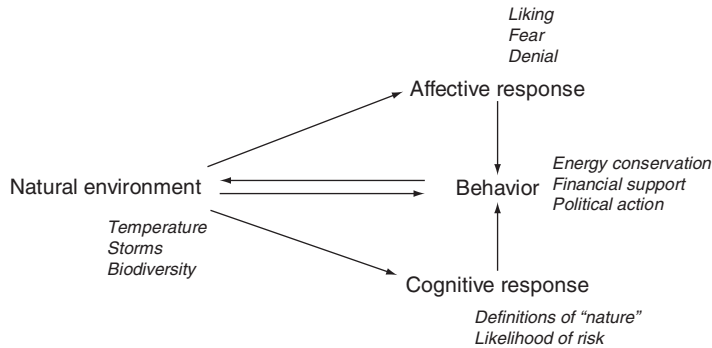 Liking
Fear
Denial
Affective response
Natural environment
Temperature
Storms
Biodiversity
Behavior
Energy conservation
Financial support
Political action
Cognitive response
Definitions of “nature”
Likelihood of risk